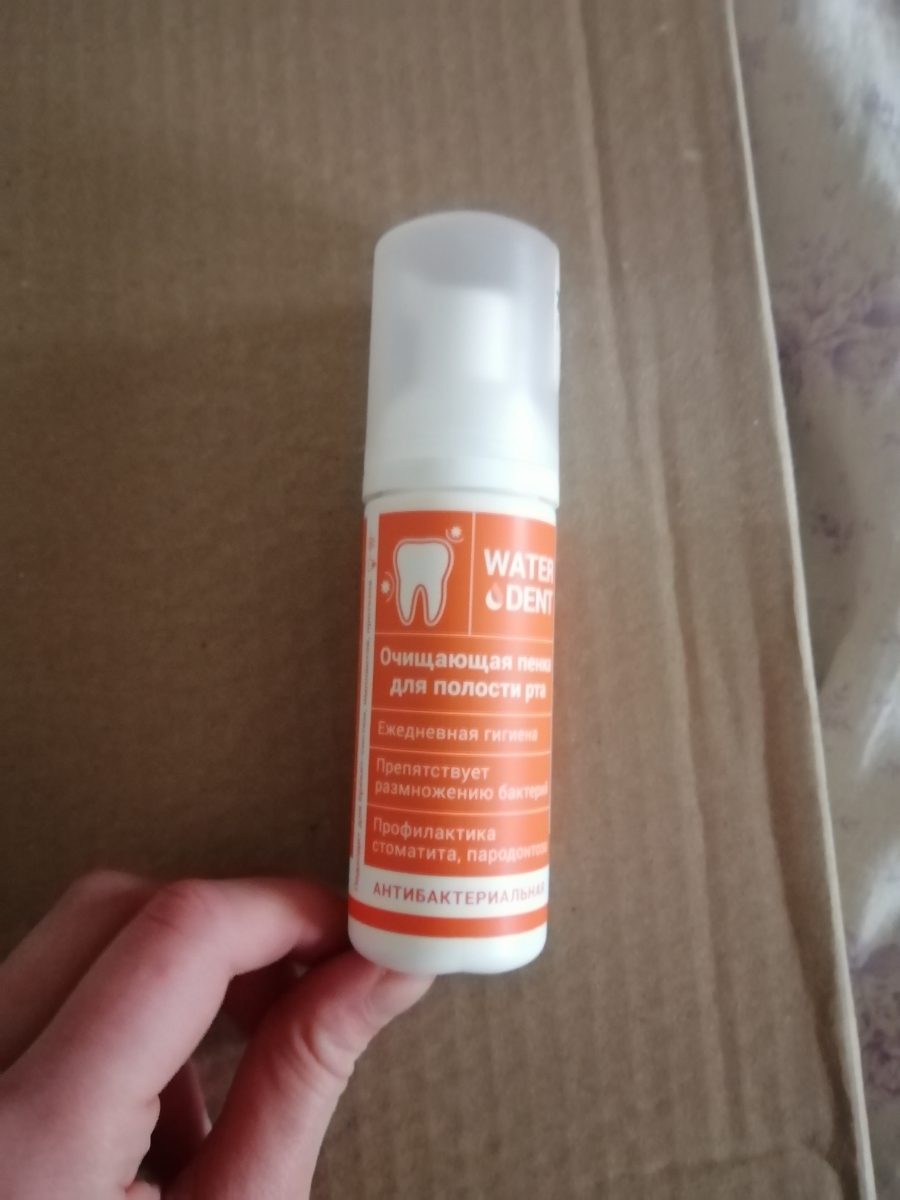 WATER
DENT
Очищающая пенка
для полости рта
Ежедневная гигиена
Препятствует
размножению бактерий
Профилактика
стоматита, пародонтоза
АНТИБАКТЕРИАЛЬНАЯ